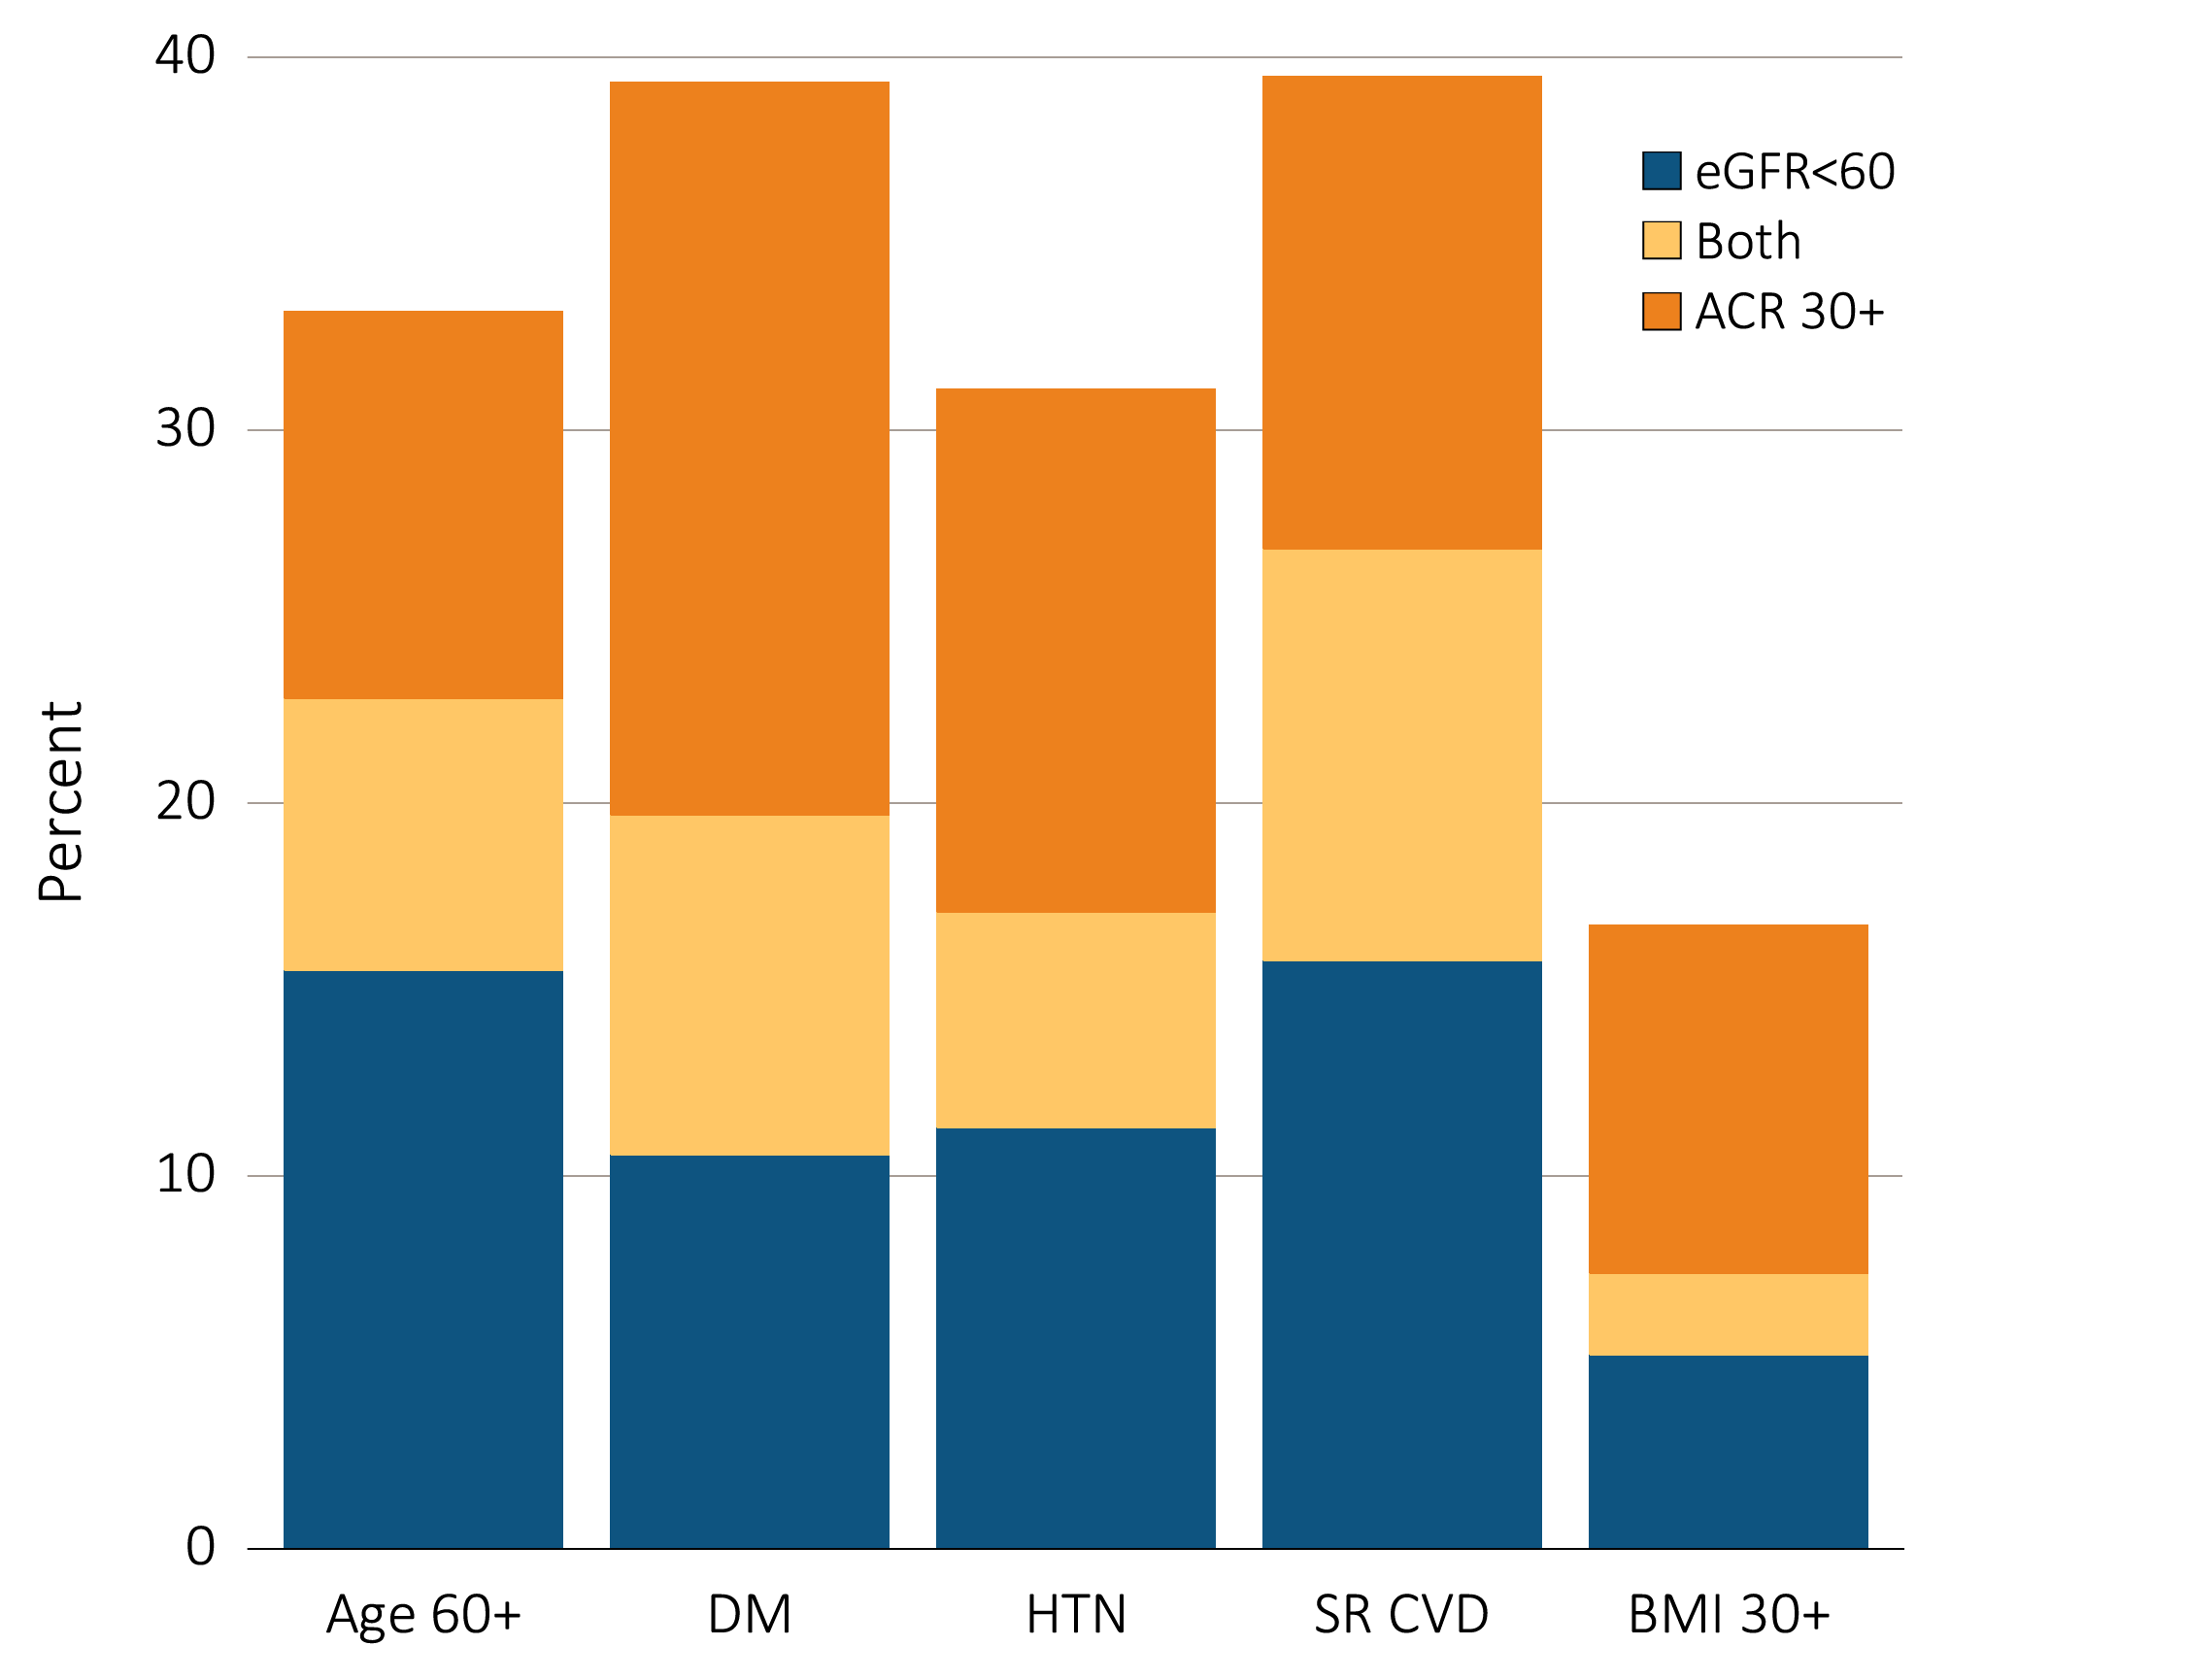 40
30
20
10
0
Percent
eGFR<60
Both
ACR 30+
Age 60+
DM
HTN
SR CVD
BMI 30+